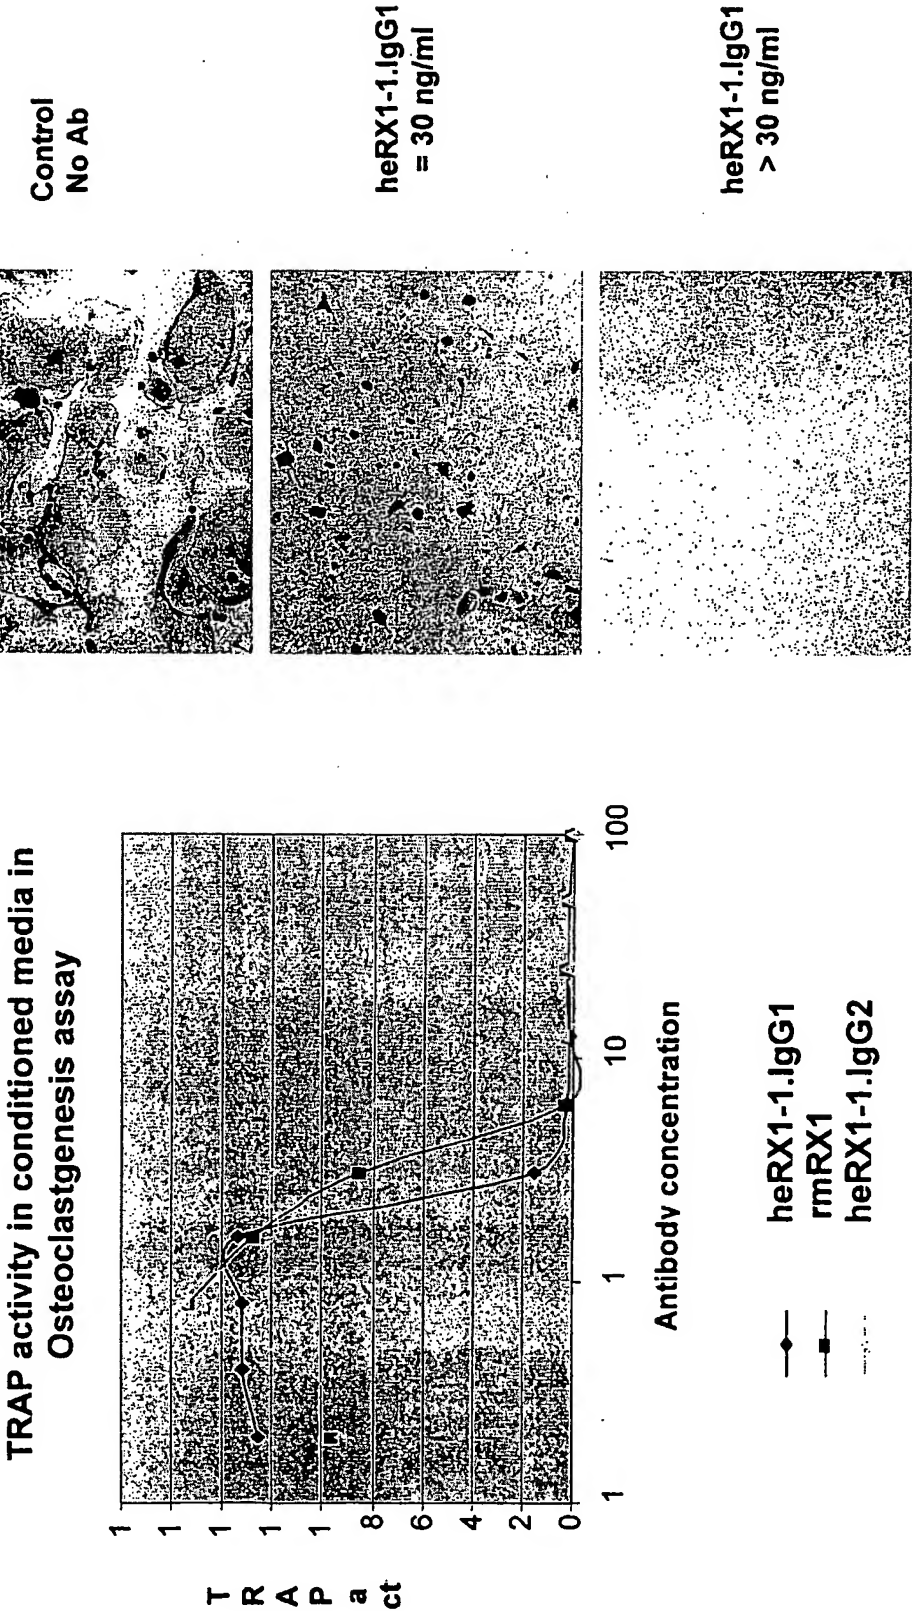 TRAP activity in conditioned media in
Osteoclastgenesis assay
T
R
A
P
a
ct
1
1
1
1
1
8
6
4
2
0
1
1
10
100
Antibody concentration
heRX1-1.IgG1
rmRX1
heRX1-1.IgG2
Control
No Ab
heRX1-1.IgG1
= 30 ng/ml
heRX1-1.IgG1
> 30 ng/ml